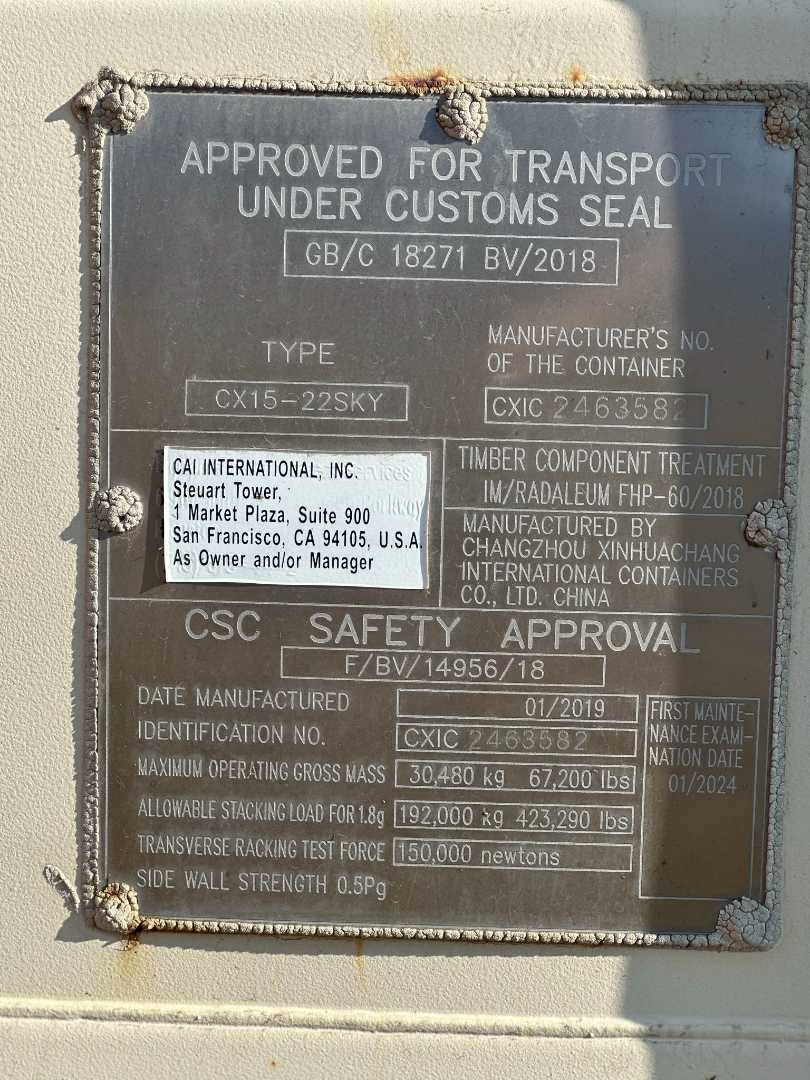 APPROVED FOR TRANSPORT
UNDER CUSTOMS SEAL
GB/C 18271 BV/2018
TYPE
CX15-22SKY
MANUFACTURER'S NO.
OF THE CONTAINER
CXIC 2463582
CAI INTERNATIONAL, INC.
Steuart Tower,
1 Market Plaza, Suite 900
San Francisco, CA 94105, U.S.A.
As Owner and/or Manager
TIMBER COMPONENT TREATMENT
IM/RADALEUM FHP-60/2018
MANUFACTURED BY
CHANGZHOU XINHUACHANG
INTERNATIONAL CONTAINERS
CO., LTD. CHINA
CSC SAFETY APPROVAL
F/BV/14956/18
DATE MANUFACTURED 01/2019
IDENTIFICATION NO. CXIC 2463582
MAXIMUM OPERATING GROSS MASS 30,480 kg 67,200 lbs
ALLOWABLE STACKING LOAD FOR 1.8g 192,000 kg 423,290 lbs
TRANSVERSE RACKING TEST FORCE 150,000 newtons
SIDE WALL STRENGTH 0.5Pg
FIRST MAINTE-
NANCE EXAMI-
NATION DATE
01/2024